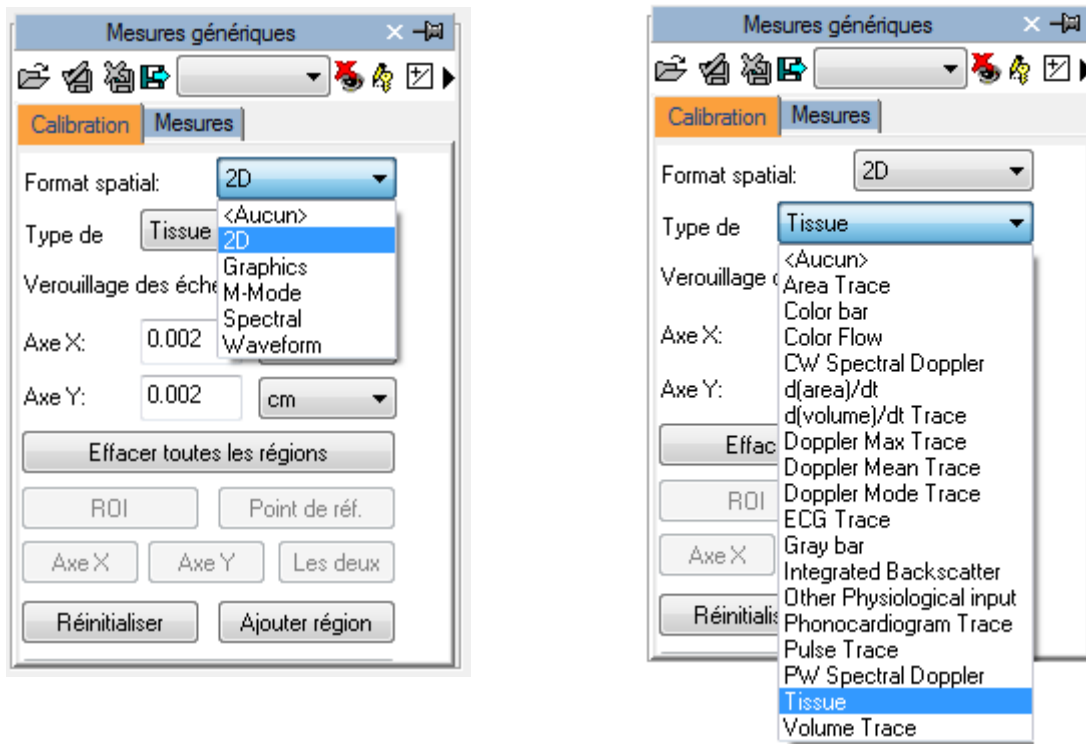 Mesures génériques
Calibration Mesures
Format spatial: 2D
<Aucun>
Type de Tissue
2D
Graphics
Verouillage des éche
M-Mode
Spectral
Axe X: 0.002
Waveform
Axe Y: 0.002 cm
Effacer toutes les régions
ROI Point de réf.
Axe X Axe Y Les deux
Réinitialiser Ajouter région
Mesures génériques
Calibration Mesures
Format spatial: 2D
Type de Tissue
<Aucun>
Verouillage d
Area Trace
Color bar
Axe X:
Color Flow
CW Spectral Doppler
Axe Y:
d(area)/dt
d(volume)/dt Trace
Effac
Doppler Max Trace
Doppler Mean Trace
ROI
Doppler Mode Trace
ECG Trace
Axe X
Gray bar
Integrated Backscatter
Other Physiological input
Réinitialis
Phonocardiogram Trace
Pulse Trace
PW Spectral Doppler
Tissue
Volume Trace